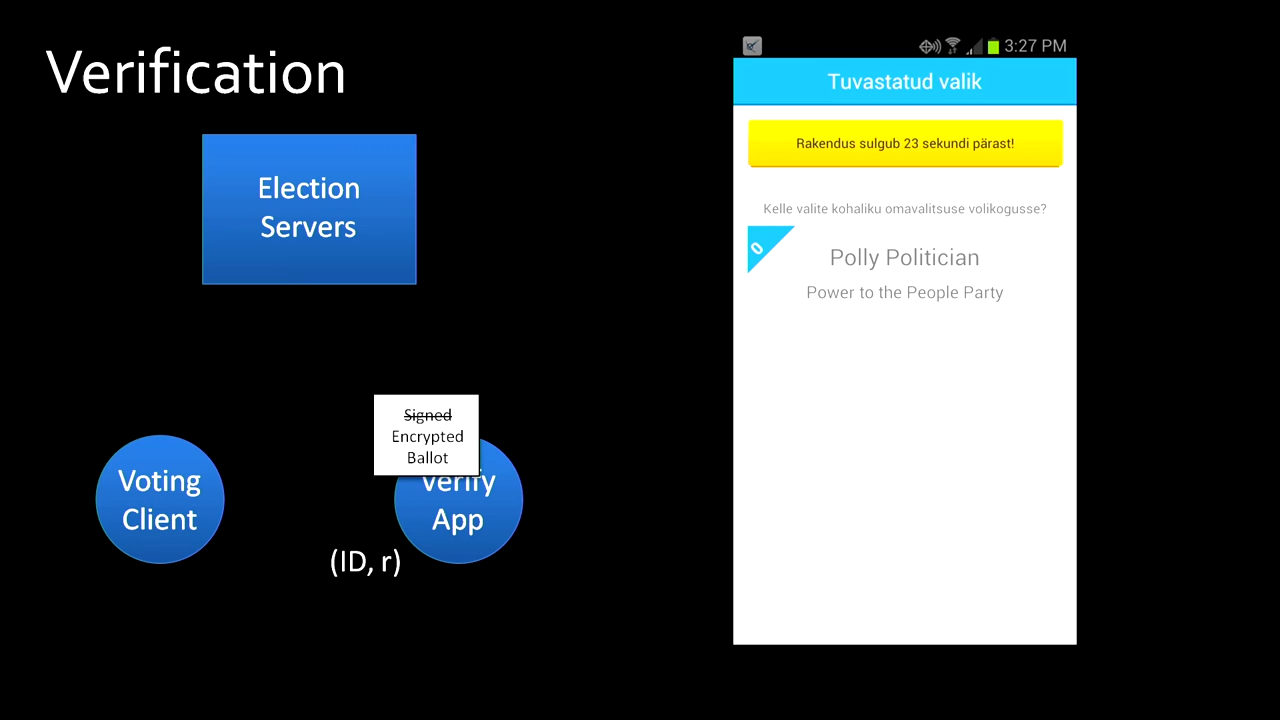 Verification
Election
Servers
Signed
Encrypted
Ballot
Voting
Client
Verify
App
(ID, r)
3:27 PM
Tuvastatud valik
Rakendus sulgub 23 sekundi pärast!
Kelle valite kohaliku omavalitsuse volikogusse?
0
Polly Politician
Power to the People Party